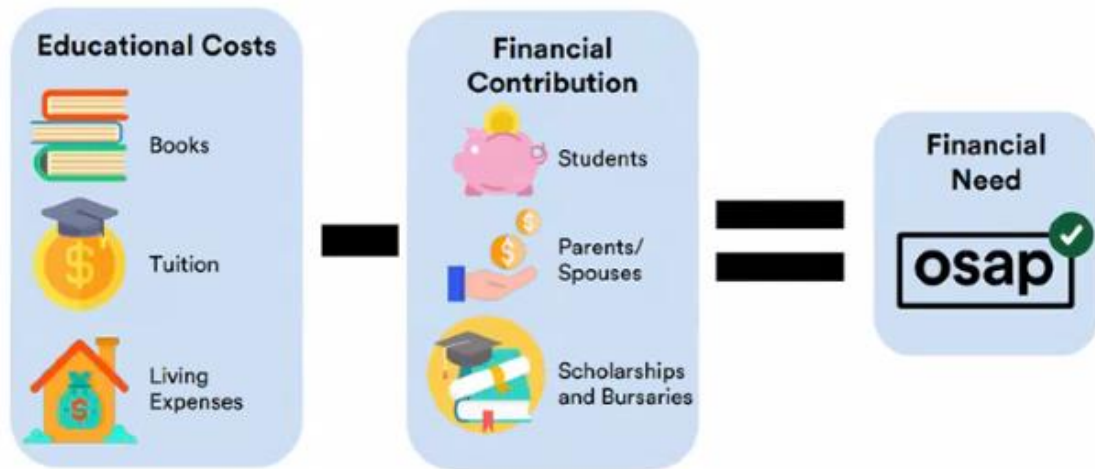 Educational Costs
Books
Tuition
Living
Expenses
Financial
Contribution
Students
Parents/
Spouses
Scholarships
and Bursaries
Financial
Need
osap